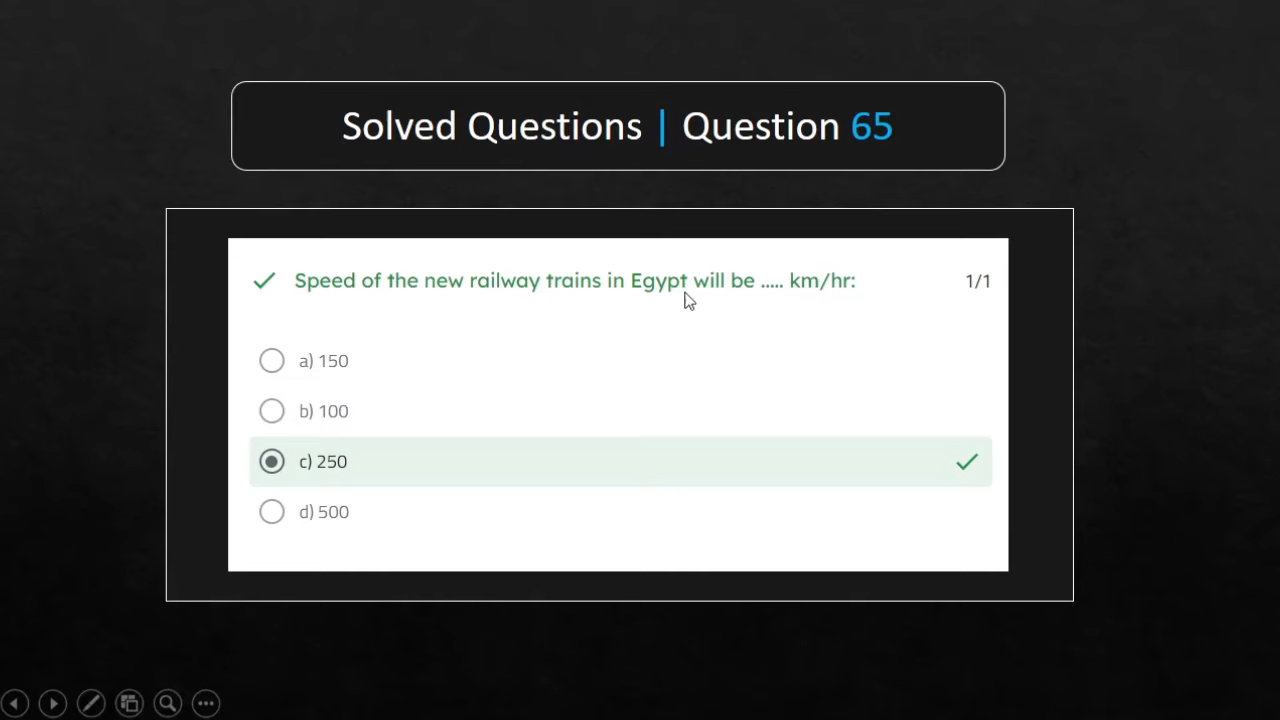 Solved Questions | Question 65
Speed of the new railway trains in Egypt will be ..... km/hr:
1/1
a) 150
b) 100
c) 250
d) 500